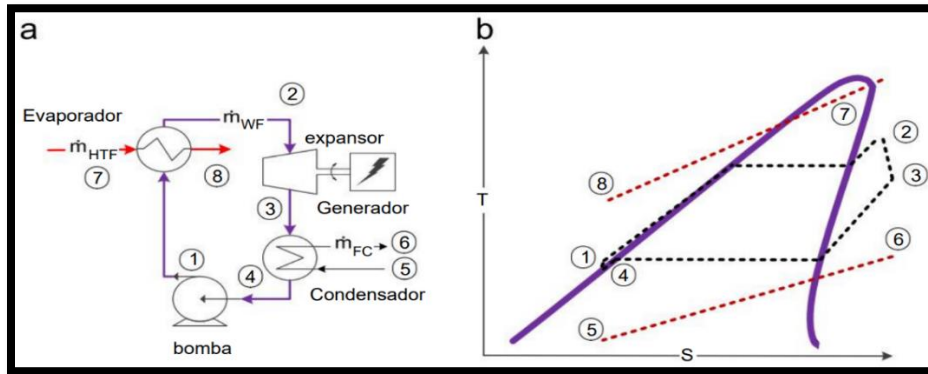 a
②
Evaporador
ṁWF
expansor
ṁHTF
⑦
⑧
③
Generador
ṁFC
⑥
⑤
①
④
Condensador
bomba
b
⑦
②
⑧
③
T
⑥
①
④
⑤
S